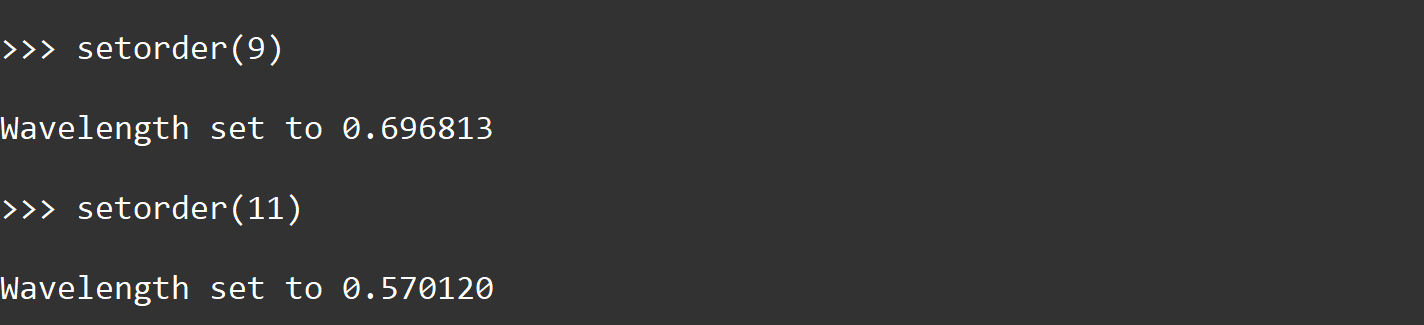 >>> setorder(9)
Wavelength set to 0.696813
>>> setorder(11)
Wavelength set to 0.570120